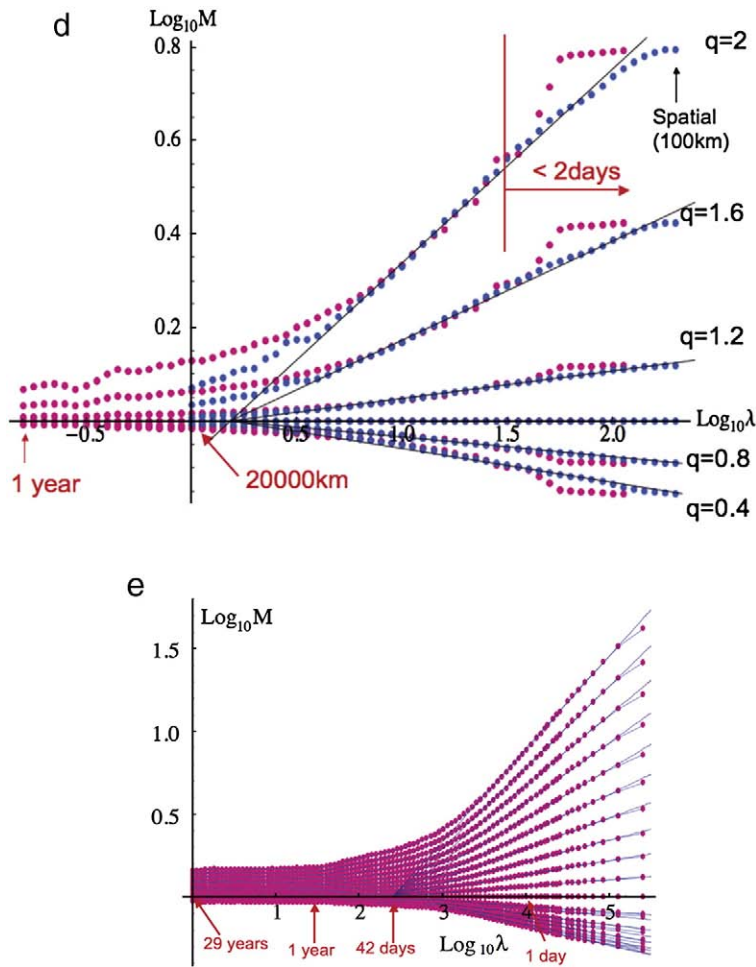 d
Log₁₀M
0.8
q=2
Spatial
(100km)
0.6
< 2days
0.4
q=1.6
0.2
q=1.2
Log₁₀λ
−0.5
0.5
1.0
1.5
2.0
1 year
20000km
q=0.8
q=0.4
e
Log₁₀M
1.5
1.0
0.5
1
2
3
4
5
29 years
1 year
42 days
Log₁₀λ
1 day